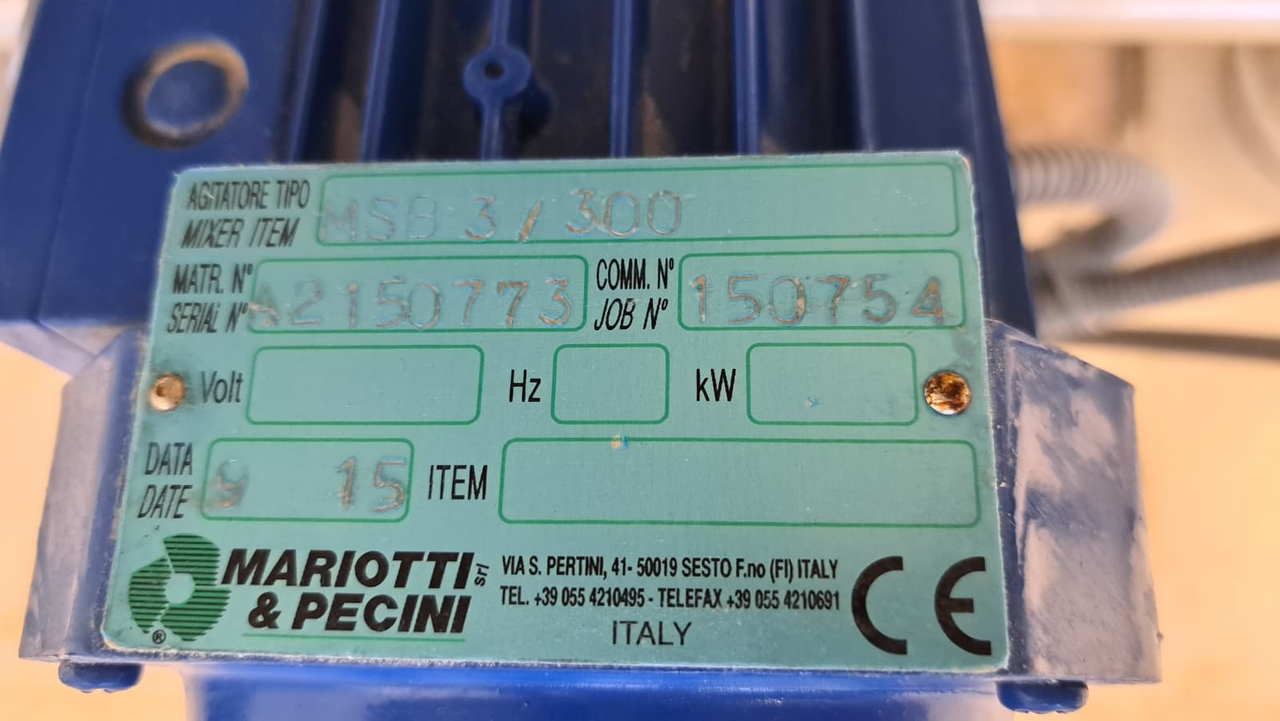 AGITATORE TIPO
MIXER ITEM
MSB 3/300
MATR. N°
SERIAL N°
A2150773
COMM. N°
JOB N°
150754
Volt
Hz
kW
DATA
DATE
9 15
ITEM
MARIOTTI srl
& PECINI
®
VIA S. PERTINI, 41- 50019 SESTO F.no (FI) ITALY
TEL. +39 055 4210495 - TELEFAX +39 055 4210691
ITALY
CE